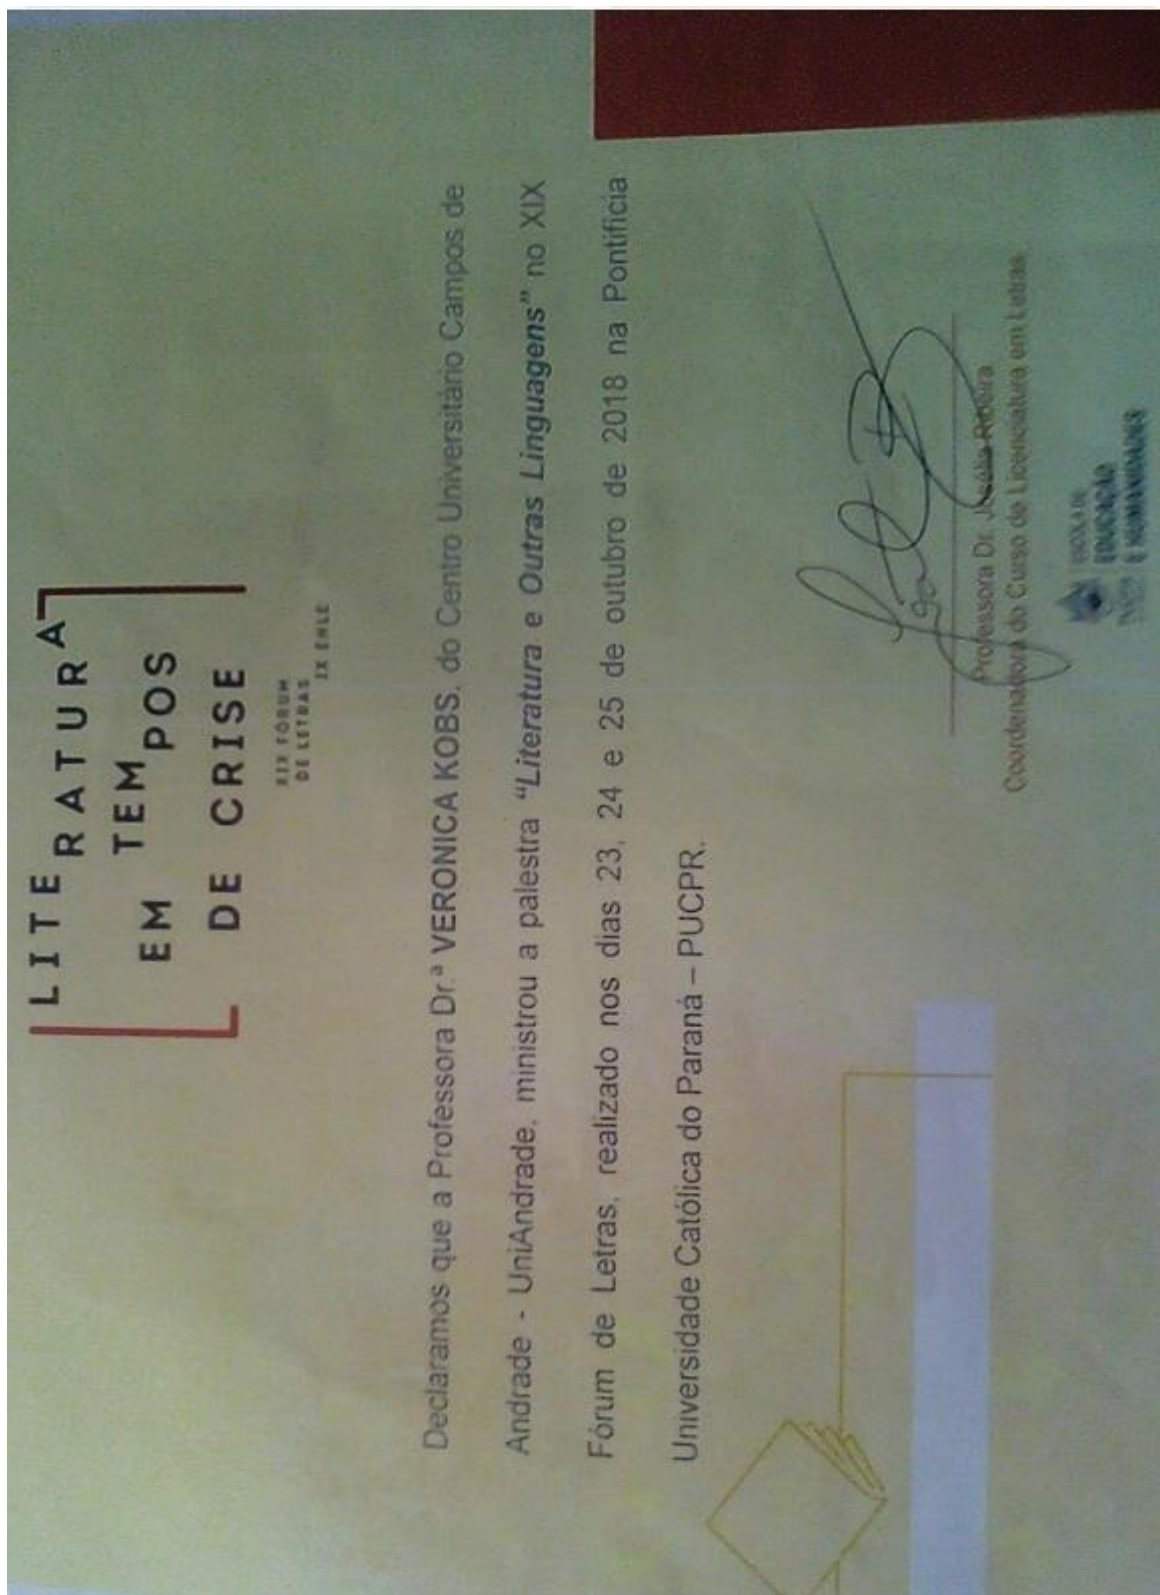 LITERATURA
EM TEMPOS
DE CRISE
XIX FÓRUM
DE LETRAS
IX ENLE
Declaramos que a Professora Dr.ª VERONICA KOBS, do Centro Universitário Campos de
Andrade - UniAndrade, ministrou a palestra “Literatura e Outras Linguagens” no XIX
Fórum de Letras, realizado nos dias 23, 24 e 25 de outubro de 2018 na Pontifícia
Universidade Católica do Paraná – PUCPR.
Professora Dr. Ribeira
Coordenadora do Curso de Licenciatura em Letras
ESCOLA DE
EDUCAÇÃO
E HUMANIDADES